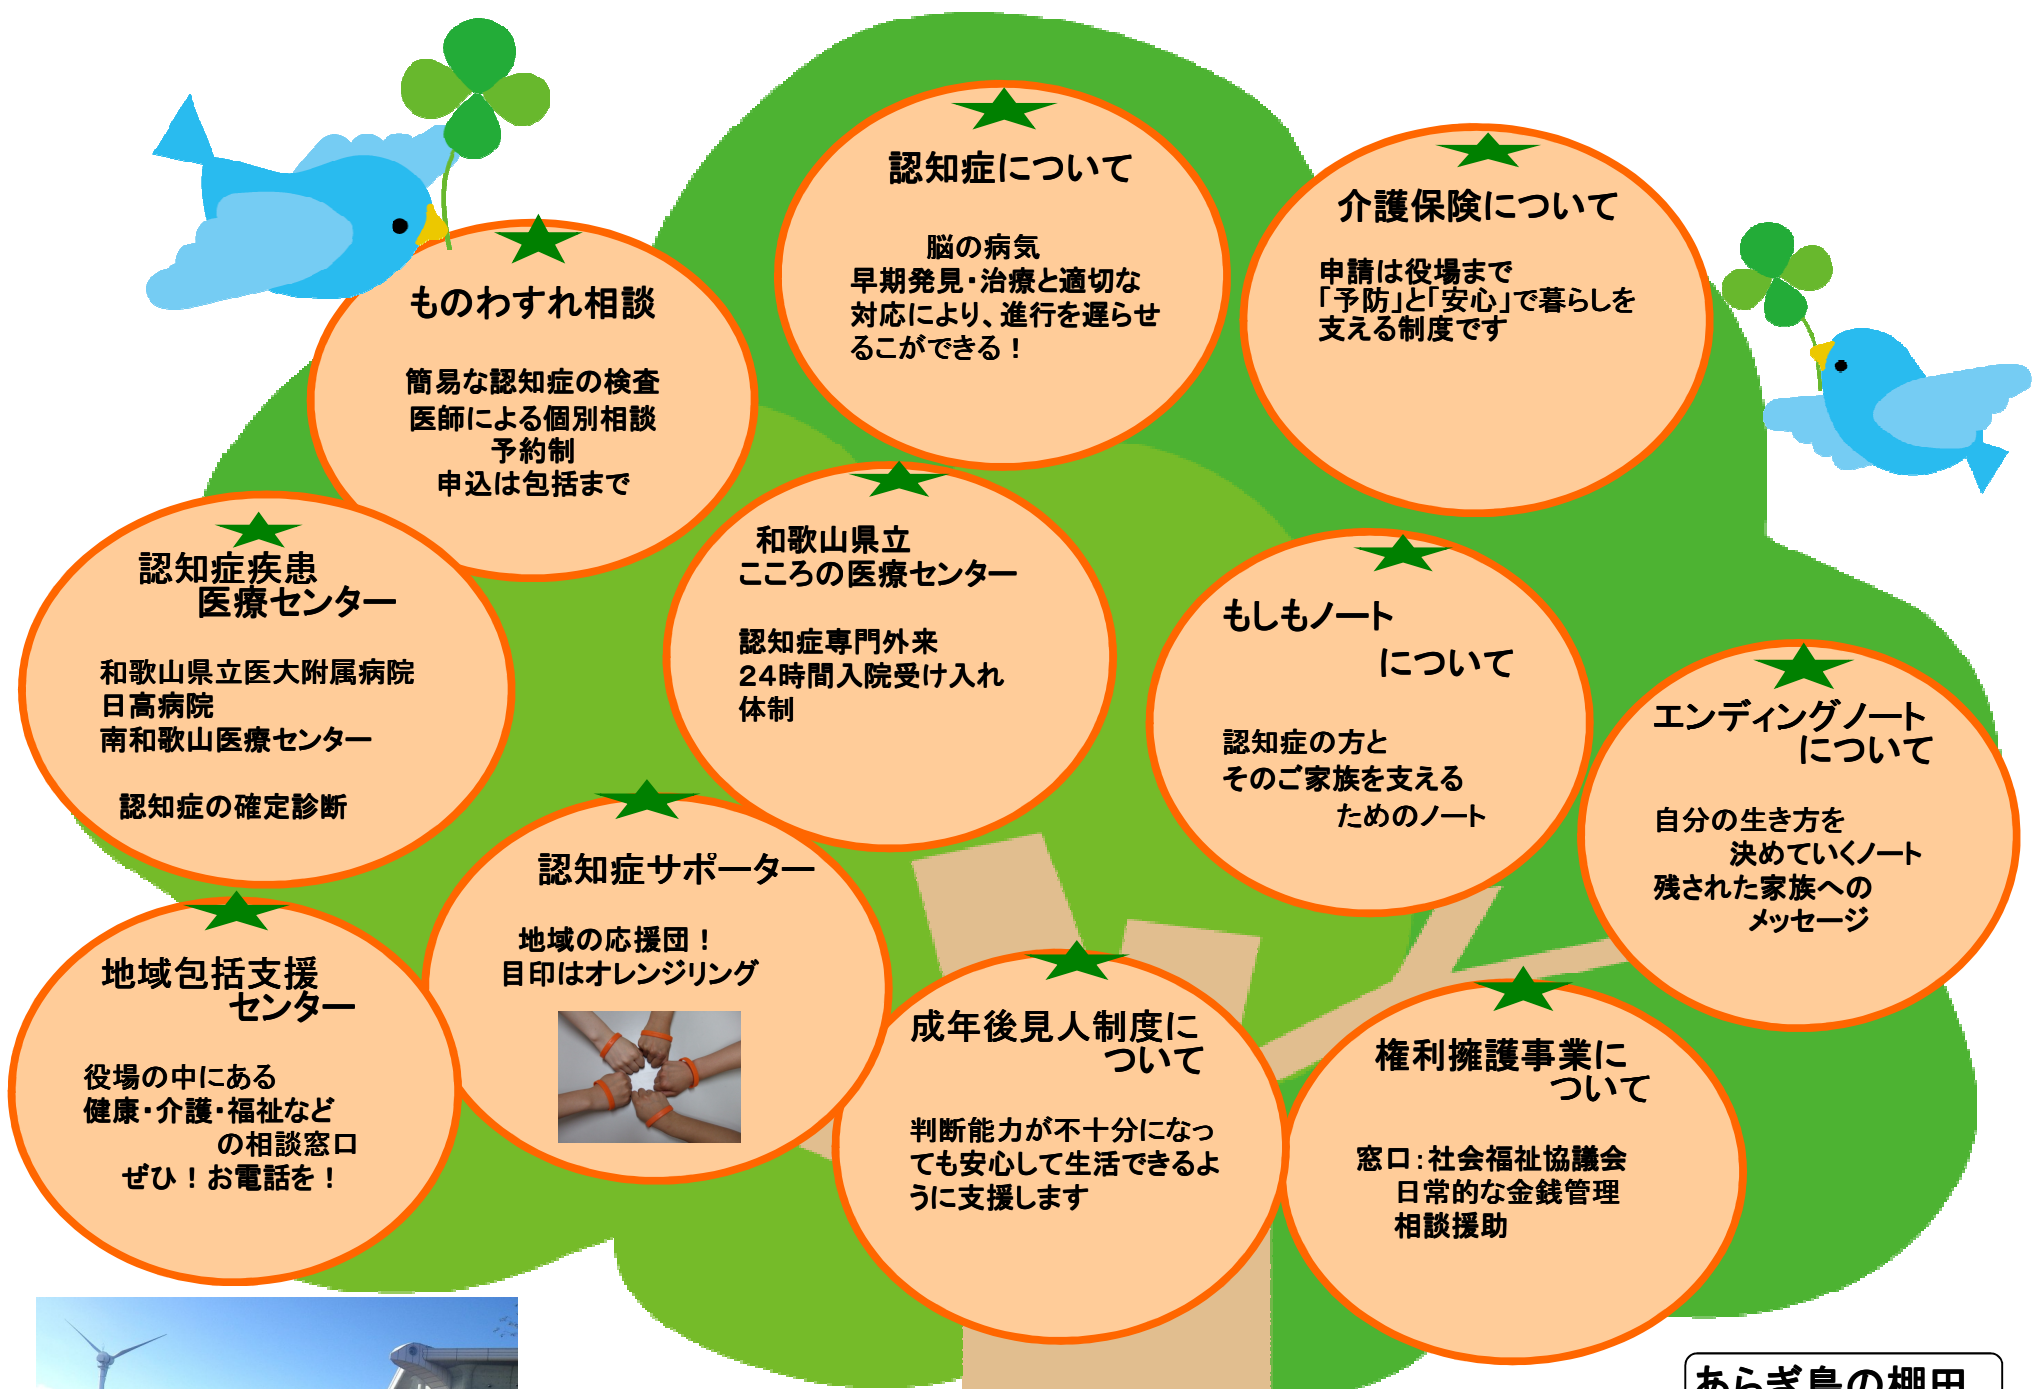 認知症について
脳の病気
早期発見・治療と適切な
対応により、進行を遅らせ
るこができる！
介護保険について
申請は役場まで
「予防」と「安心」で暮らしを
支える制度です
ものわすれ相談
簡易な認知症の検査
医師による個別相談
予約制
申込は包括まで
認知症疾患
医療センター
和歌山県立医大附属病院
日高病院
南和歌山医療センター
認知症の確定診断
和歌山県立
こころの医療センター
認知症専門外来
24時間入院受け入れ
体制
もしもノート
について
認知症の方と
そのご家族を支える
ためのノート
エンディングノート
について
自分の生き方を
決めていくノート
残された家族への
メッセージ
認知症サポーター
地域の応援団！
目印はオレンジリング
地域包括支援
センター
役場の中にある
健康・介護・福祉など
の相談窓口
ぜひ！お電話を！
成年後見人制度に
ついて
判断能力が不十分になっ
ても安心して生活できるよ
うに支援します
権利擁護事業に
ついて
窓口：社会福祉協議会
日常的な金銭管理
相談援助
あらぎ島の棚田